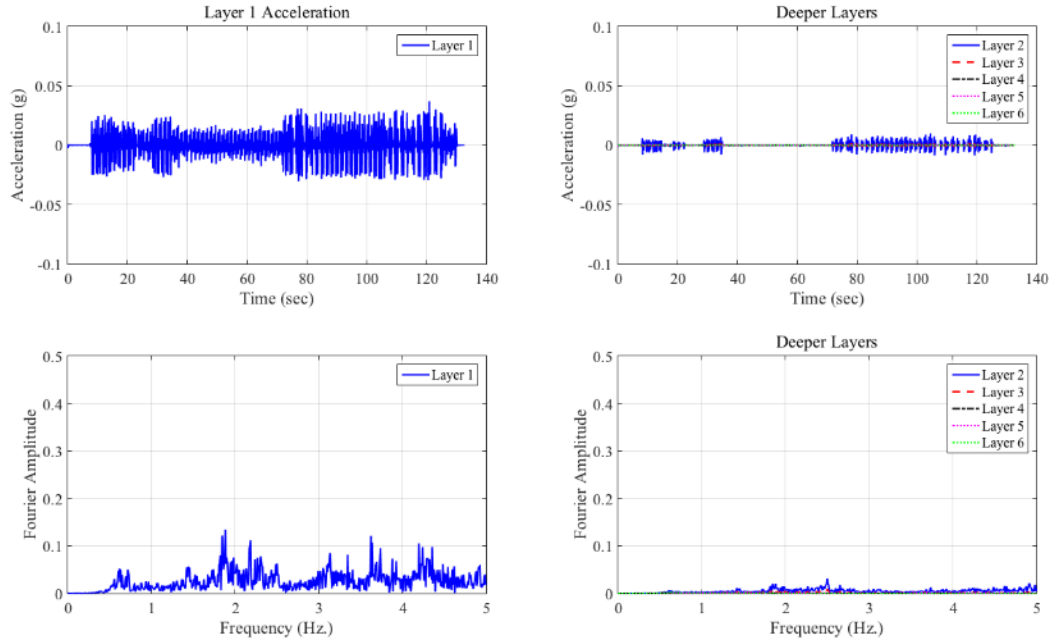 Layer 1 Acceleration
0.1
0.05
0
-0.05
-0.1
Acceleration (g)
Layer 1
0 20 40 60 80 100 120 140
Time (sec)
Deeper Layers
0.1
0.05
0
-0.05
-0.1
Acceleration (g)
Layer 2
Layer 3
Layer 4
Layer 5
Layer 6
0 20 40 60 80 100 120 140
Time (sec)
0.5
0.4
0.3
0.2
0.1
0
Fourier Amplitude
Layer 1
0 1 2 3 4 5
Frequency (Hz.)
Deeper Layers
0.5
0.4
0.3
0.2
0.1
0
Fourier Amplitude
Layer 2
Layer 3
Layer 4
Layer 5
Layer 6
0 1 2 3 4 5
Frequency (Hz.)